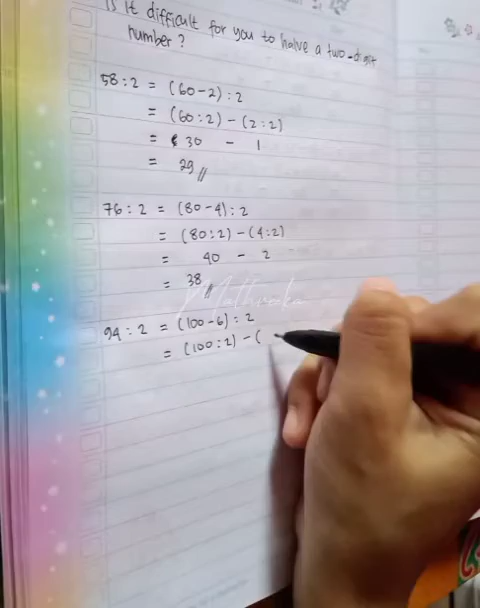 Is it difficult for you to halve a two-digit
number?
58:2 = (60-2):2
= (60:2) - (2:2)
= 30 - 1
= 29//
76:2 = (80-4):2
= (80:2) - (4:2)
= 40 - 2
= 38//
94:2 = (100-6):2
= (100:2) - (